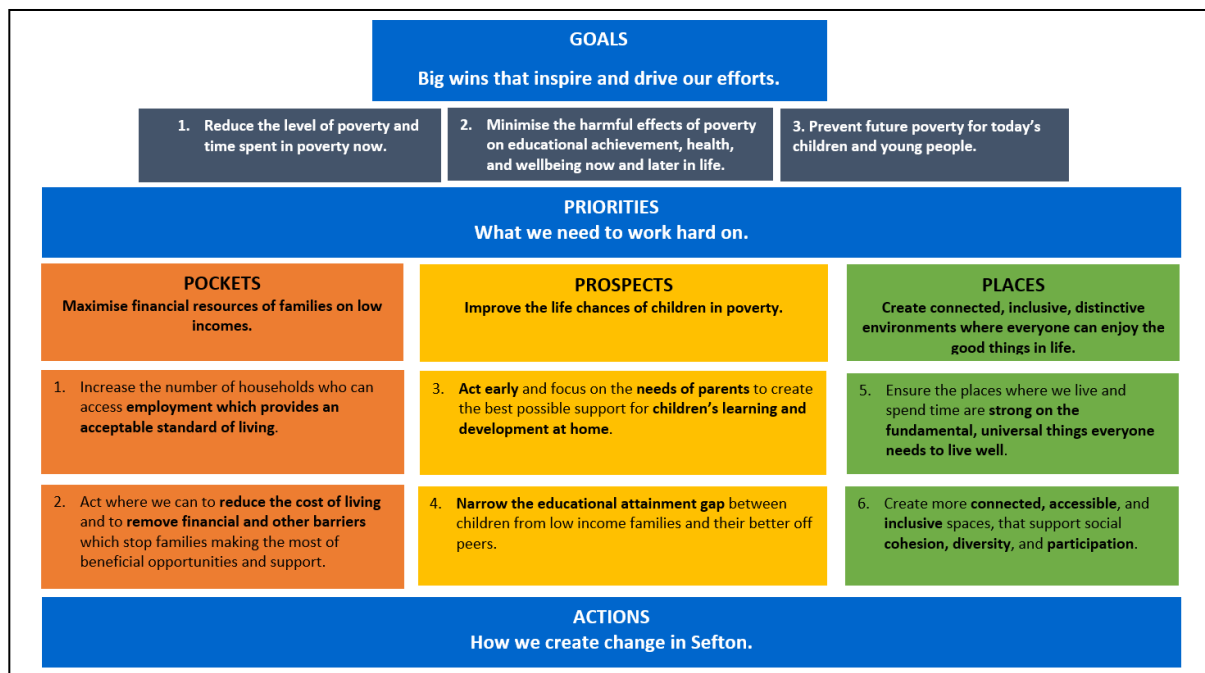 GOALS
Big wins that inspire and drive our efforts.
1. Reduce the level of poverty and
time spent in poverty now.
2. Minimise the harmful effects of poverty
on educational achievement, health,
and wellbeing now and later in life.
3. Prevent future poverty for today's
children and young people.
PRIORITIES
What we need to work hard on.
POCKETS
Maximise financial resources of families on low
incomes.
1. Increase the number of households who can
access employment which provides an
acceptable standard of living.
2. Act where we can to reduce the cost of living
and to remove financial and other barriers
which stop families making the most of
beneficial opportunities and support.
PROSPECTS
Improve the life chances of children in poverty.
3. Act early and focus on the needs of parents to create
the best possible support for children's learning and
development at home.
4. Narrow the educational attainment gap between
children from low income families and their better off
peers.
PLACES
Create connected, inclusive, distinctive
environments where everyone can enjoy the
good things in life.
5. Ensure the places where we live and
spend time are strong on the
fundamental, universal things everyone
needs to live well.
6. Create more connected, accessible, and
inclusive spaces, that support social
cohesion, diversity, and participation.
ACTIONS
How we create change in Sefton.